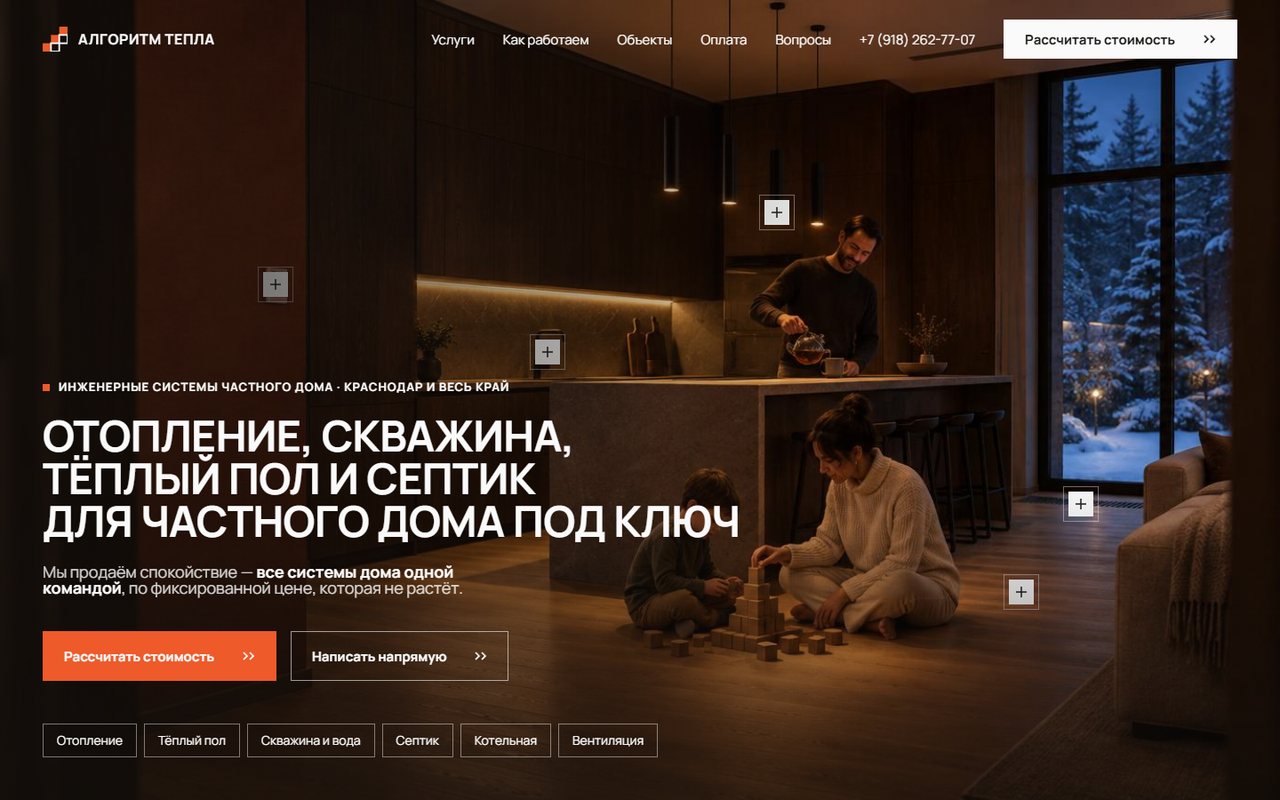 АЛГОРИТМ ТЕПЛА
Услуги
Как работаем
Объекты
Оплата
Вопросы
+7 (918) 262-77-07
Рассчитать стоимость
ИНЖЕНЕРНЫЕ СИСТЕМЫ ЧАСТНОГО ДОМА · КРАСНОДАР И ВЕСЬ КРАЙ
ОТОПЛЕНИЕ, СКВАЖИНА,
ТЁПЛЫЙ ПОЛ И СЕПТИК
ДЛЯ ЧАСТНОГО ДОМА ПОД КЛЮЧ
Мы продаём спокойствие — все системы дома одной
командой, по фиксированной цене, которая не растёт.
Рассчитать стоимость
Написать напрямую
Отопление
Тёплый пол
Скважина и вода
Септик
Котельная
Вентиляция